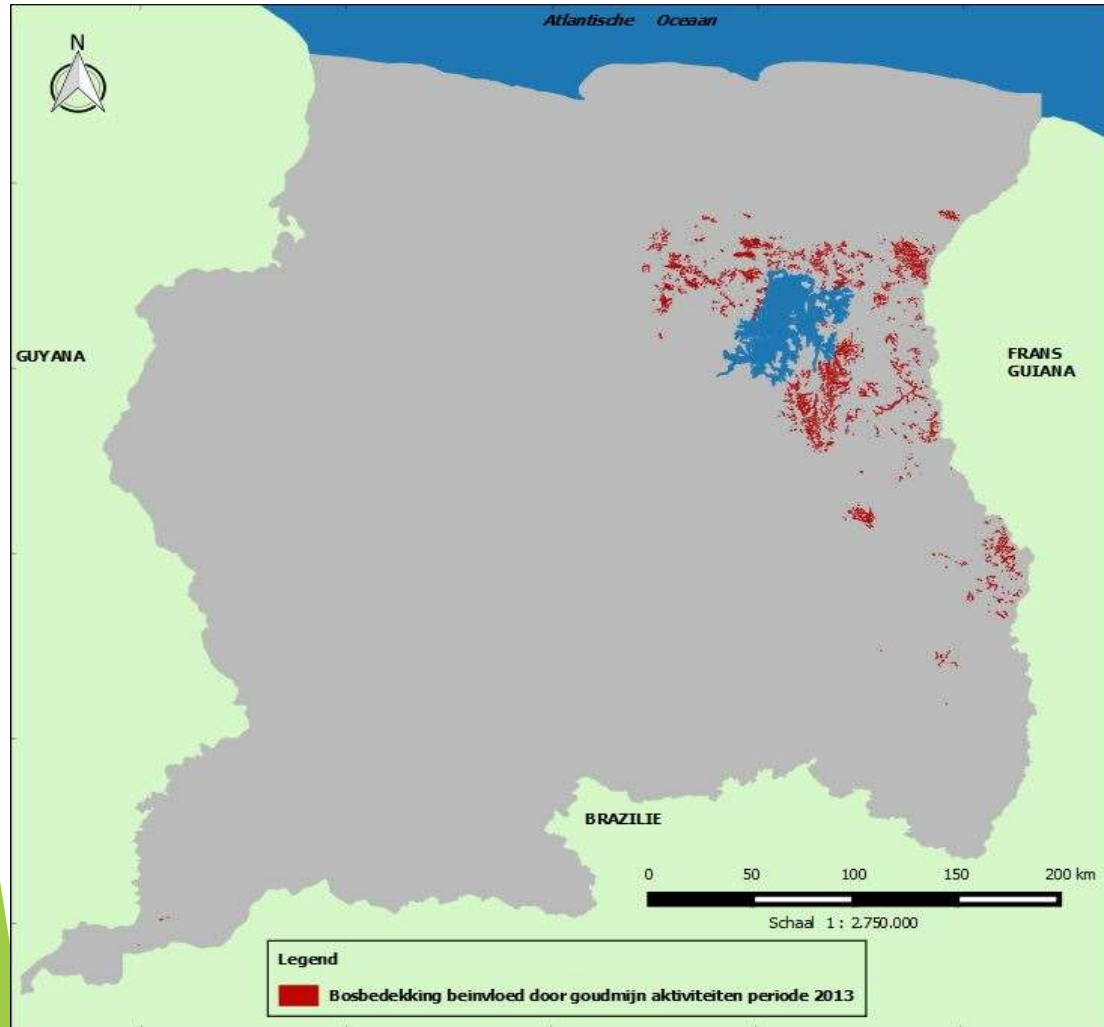 Atlantische Oceaan
N
GUYANA
FRANS
GUIANA
BRAZILIE
0 50 100 150 200 km
Schaal 1 : 2.750.000
Legend
Bosbedekking beinvloed door goudmijn aktiviteiten periode 2013